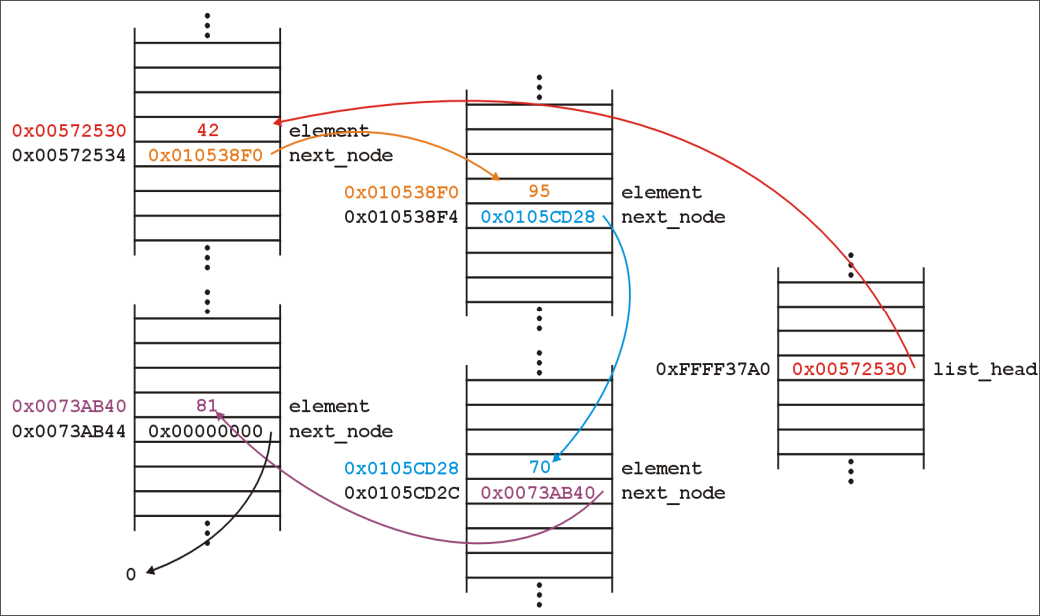 0x00572530 42 element
0x00572534 0x010538F0 next_node
0x010538F0 95 element
0x010538F4 0x0105CD28 next_node
0xFFFF37A0 0x00572530 list_head
0x0073AB40 81 element
0x0073AB44 0x00000000 next_node
0x0105CD28 70 element
0x0105CD2C 0x0073AB40 next_node
0